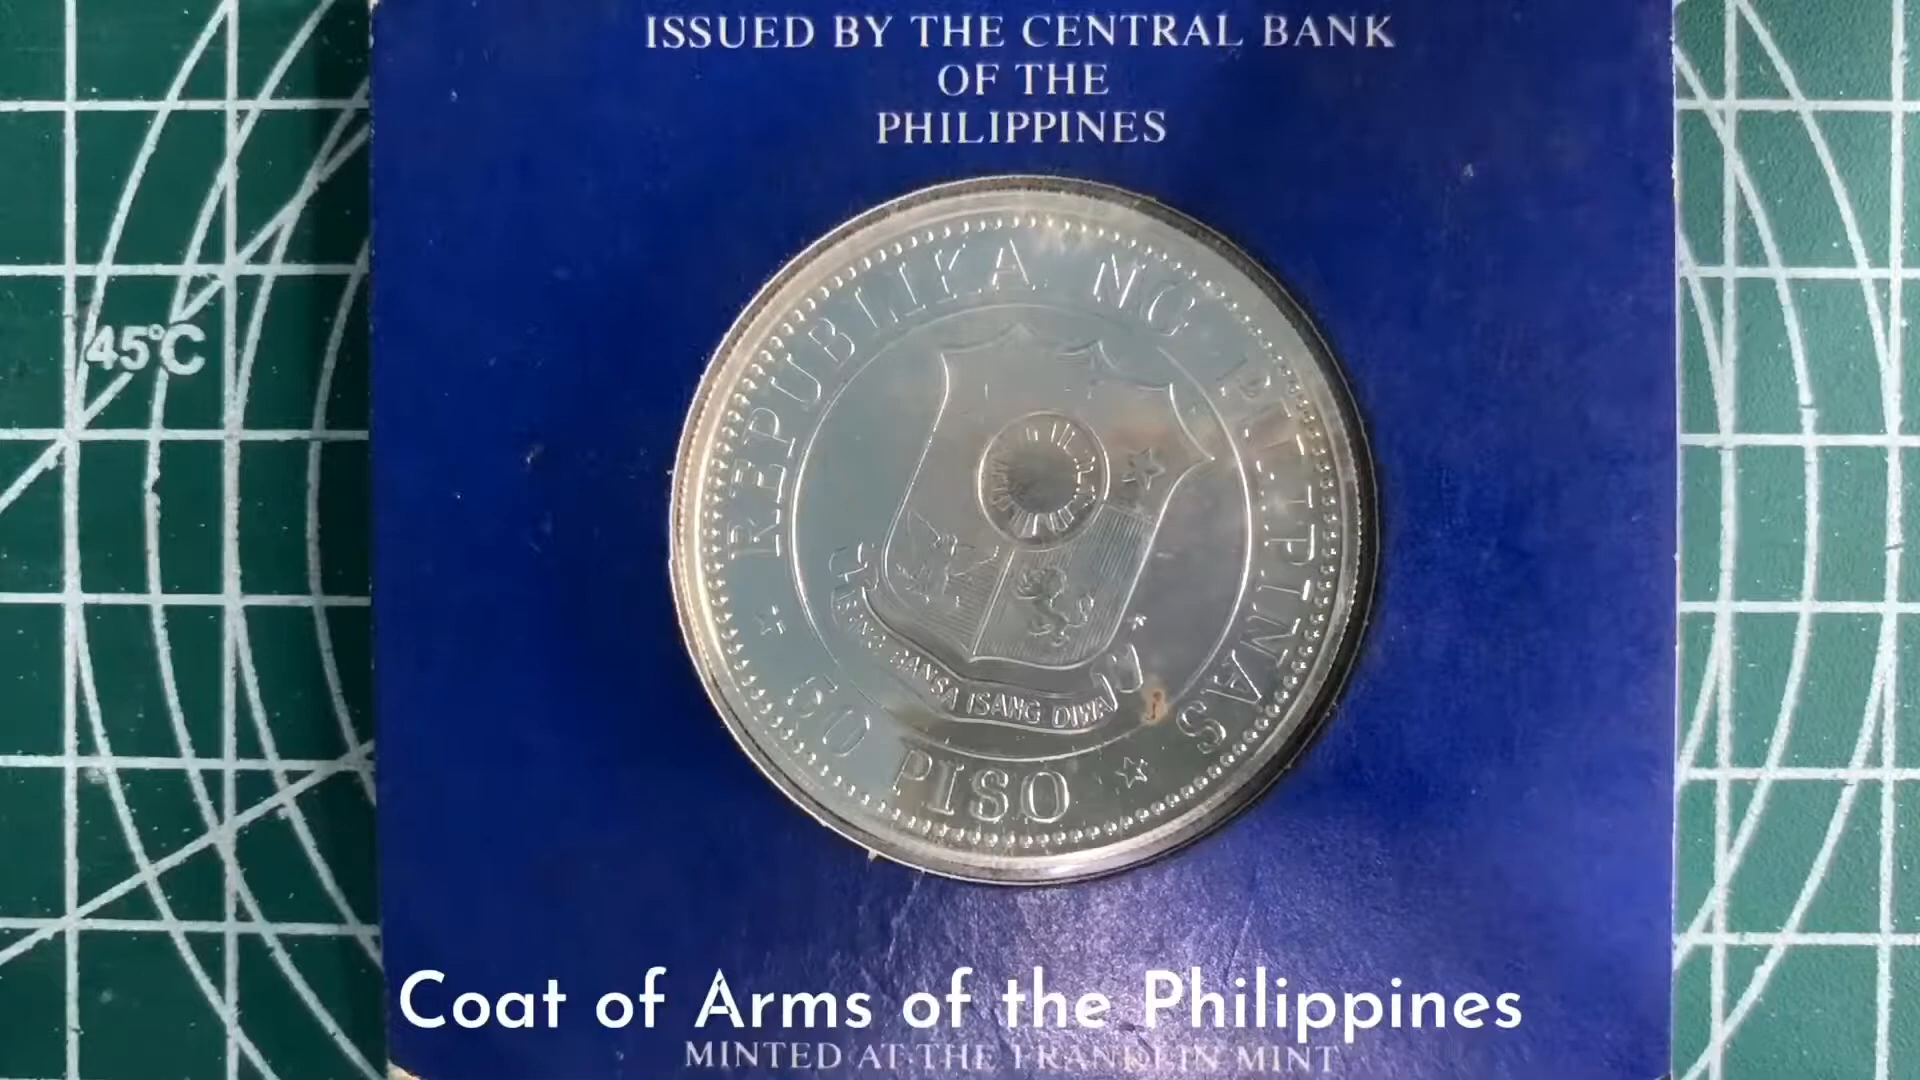 ISSUED BY THE CENTRAL BANK
OF THE
PHILIPPINES
REPUBLIKA NG PILIPINAS
45°C
ISANG BANSA ISANG DIWA
50 PISO
Coat of Arms of the Philippines
MINTED AT THE FRANKLIN MINT